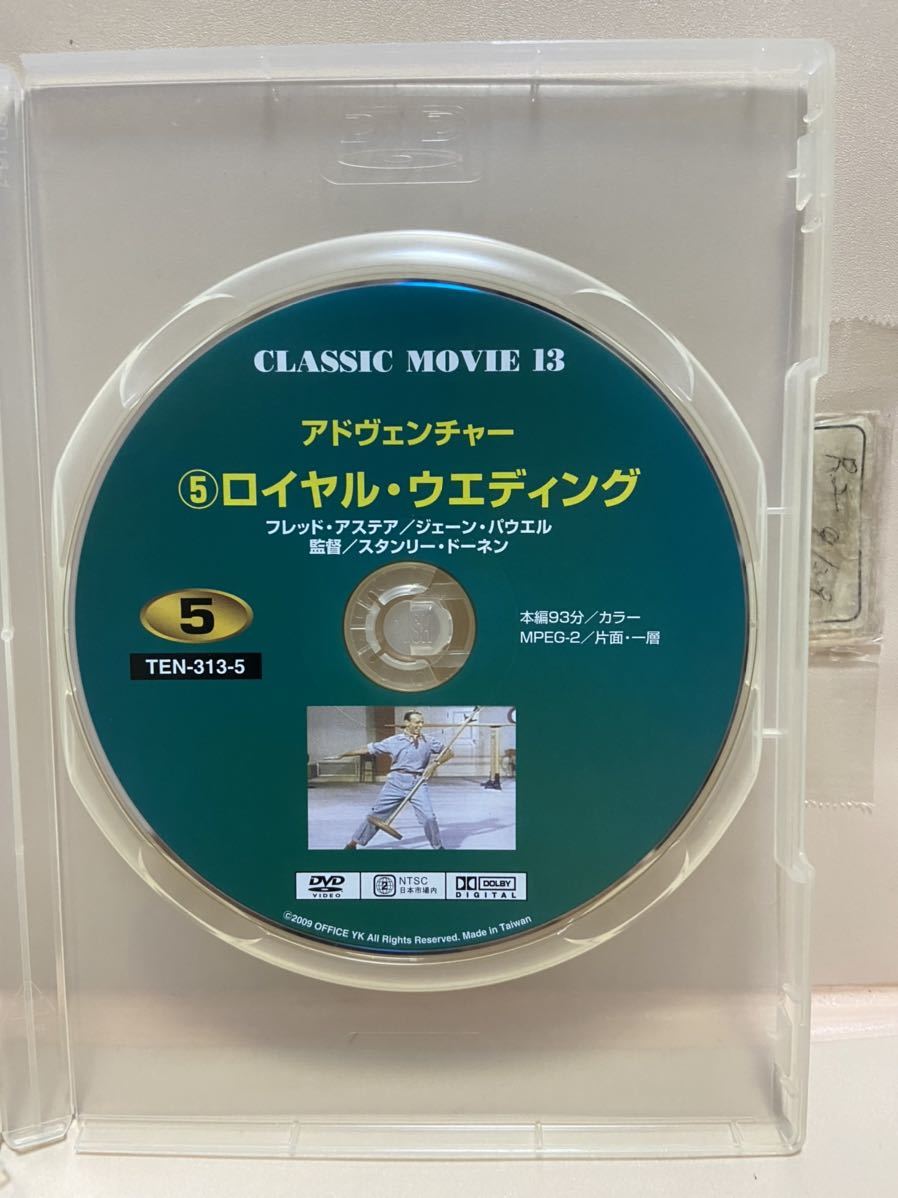 CLASSIC MOVIE 13
アドヴェンチャー
⑤ロイヤル・ウエディング
フレッド・アステア/ジェーン・パウエル
監督/スタンリー・ドーネン
5
TEN-313-5
本編93分/カラー
MPEG-2/片面・一層
DVD
VIDEO
2
NTSC
日本市場内
DOLBY
DIGITAL
©2009 OFFICE YK All Rights Reserved. Made in Taiwan